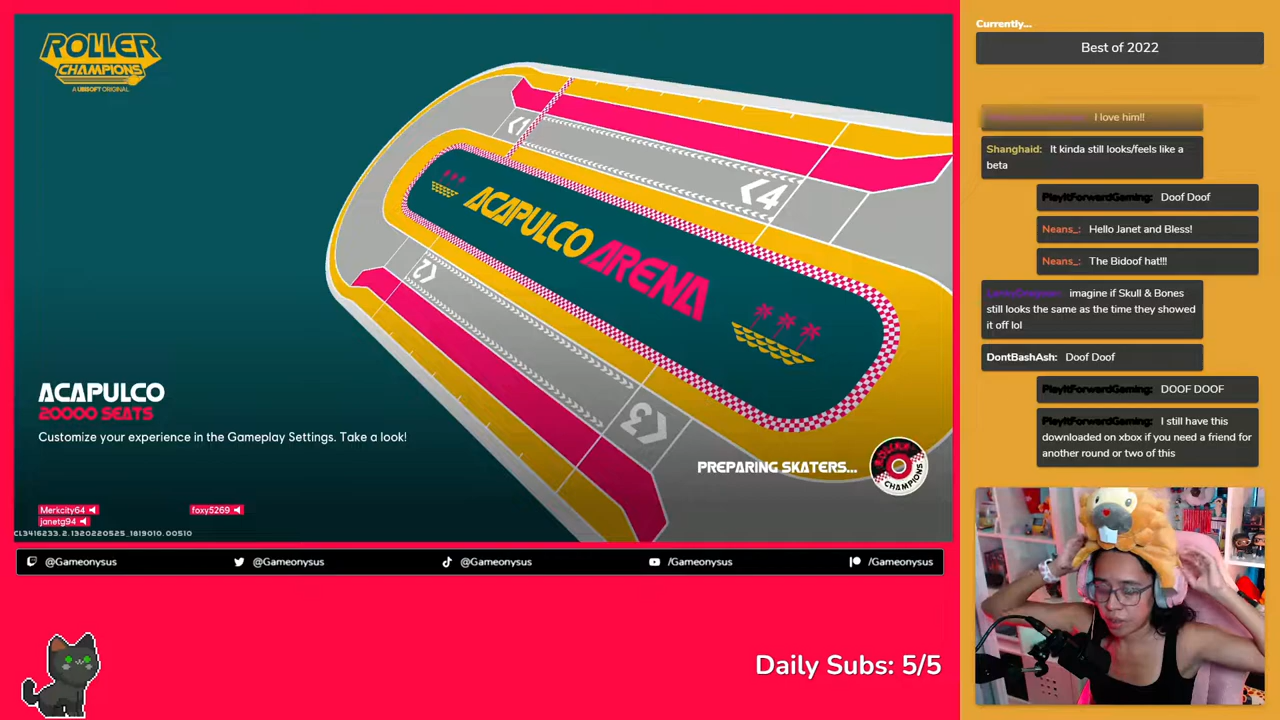 ROLLER
CHAMPIONS
A UBISOFT ORIGINAL
<1
<4
ACAPULCO ARENA
<2
<3
ACAPULCO
20000 SEATS
Customize your experience in the Gameplay Settings. Take a look!
PREPARING SKATERS...
ROLLER
CHAMPIONS
Merkcity64
foxy5269
janetg94
CL3416233.2.1320220525_1819010.00510
@Gameonysus
@Gameonysus
@Gameonysus
/Gameonysus
/Gameonysus
Daily Subs: 5/5
Currently...
Best of 2022
I love him!!
Shanghaid: It kinda still looks/feels like a
beta
PlayItForwardGaming: Doof Doof
Neans_: Hello Janet and Bless!
Neans_: The Bidoof hat!!!
imagine if Skull & Bones
still looks the same as the time they showed
it off lol
DontBashAsh: Doof Doof
PlayItForwardGaming: DOOF DOOF
PlayItForwardGaming: I still have this
downloaded on xbox if you need a friend for
another round or two of this